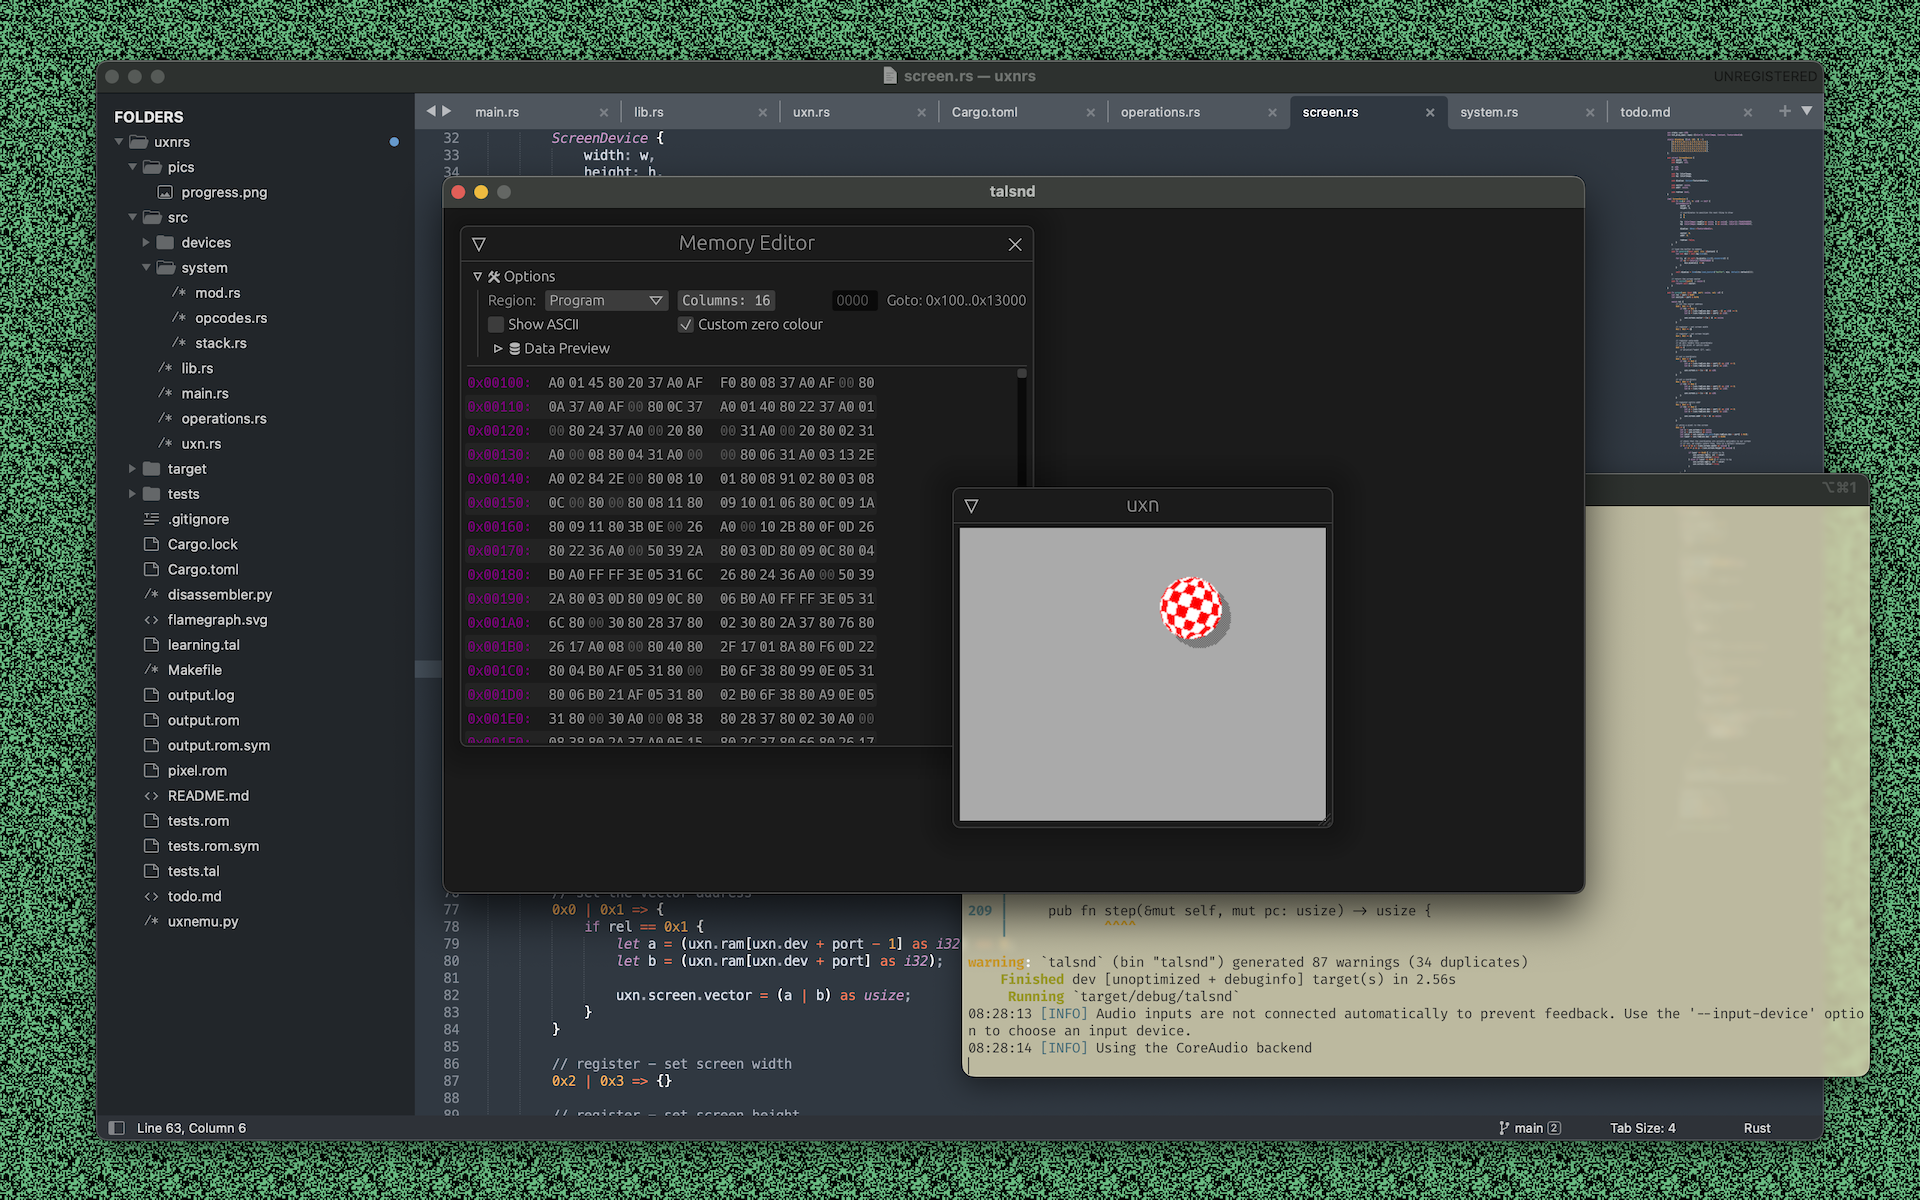 screen.rs — uxnrs
UNREGISTERED
FOLDERS
uxnrs
pics
progress.png
src
devices
system
mod.rs
opcodes.rs
stack.rs
lib.rs
main.rs
operations.rs
uxn.rs
target
tests
.gitignore
Cargo.lock
Cargo.toml
disassembler.py
flamegraph.svg
learning.tal
Makefile
output.log
output.rom
output.rom.sym
pixel.rom
README.md
tests.rom
tests.rom.sym
tests.tal
todo.md
uxnemu.py
main.rs lib.rs uxn.rs Cargo.toml operations.rs screen.rs system.rs todo.md
32 ScreenDevice {
33 width: w,
34 height: h,
talsnd
Memory Editor
Options
Region: Program Columns: 16 0000 Goto: 0x100..0x13000
Show ASCII Custom zero colour
Data Preview
0x00100: A0 01 45 80 20 37 A0 AF F0 80 08 37 A0 AF 00 80
0x00110: 0A 37 A0 AF 00 80 0C 37 A0 01 40 80 22 37 A0 01
0x00120: 00 80 24 37 A0 00 20 80 00 31 A0 00 20 80 02 31
0x00130: A0 00 08 80 04 31 A0 00 00 80 06 31 A0 03 13 2E
0x00140: A0 02 84 2E 00 80 08 10 01 80 08 91 02 80 03 08
0x00150: 0C 00 80 00 80 08 11 80 09 10 01 06 80 0C 09 1A
0x00160: 80 09 11 80 3B 0E 00 26 A0 00 10 2B 80 0F 0D 26
0x00170: 80 22 36 A0 00 50 39 2A 80 03 0D 80 09 0C 80 04
0x00180: B0 A0 FF FF 3E 05 31 6C 26 80 24 36 A0 00 50 39
0x00190: 2A 80 03 0D 80 09 0C 80 06 B0 A0 FF FF 3E 05 31
0x001A0: 6C 80 00 30 80 28 37 80 02 30 80 2A 37 80 76 80
0x001B0: 26 17 A0 08 00 80 40 80 2F 17 01 8A 80 F6 0D 22
0x001C0: 80 04 B0 AF 05 31 80 00 B0 6F 38 80 99 0E 05 31
0x001D0: 80 06 B0 21 AF 05 31 80 02 B0 6F 38 80 A9 0E 05
0x001E0: 31 80 00 30 A0 00 08 38 80 28 37 80 02 30 A0 00
0x001F0: 08 38 80 2A 37 A0 0F 15 80 2C 37 80 66 80 26 17
uxn
⌥⌘1
76 // set the vector address
77 0x0 | 0x1 => {
78 if rel == 0x1 {
79 let a = (uxn.ram[uxn.dev + port - 1] as i32
80 let b = (uxn.ram[uxn.dev + port] as i32);
81
82 uxn.screen.vector = (a | b) as usize;
83 }
84 }
85
86 // register – set screen width
87 0x2 | 0x3 => {}
88
89 // register – set screen height
209 pub fn step(&mut self, mut pc: usize) -> usize {
^^^^
warning: `talsnd` (bin "talsnd") generated 87 warnings (34 duplicates)
Finished dev [unoptimized + debuginfo] target(s) in 2.56s
Running `target/debug/talsnd`
08:28:13 [INFO] Audio inputs are not connected automatically to prevent feedback. Use the '--input-device' optio
n to choose an input device.
08:28:14 [INFO] Using the CoreAudio backend
Line 63, Column 6
main 2
Tab Size: 4
Rust